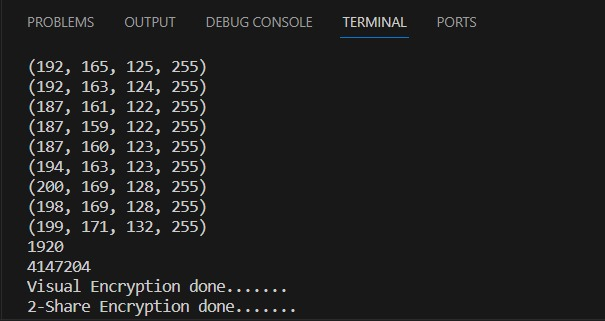 PROBLEMS OUTPUT DEBUG CONSOLE TERMINAL PORTS
(192, 165, 125, 255)
(192, 163, 124, 255)
(187, 161, 122, 255)
(187, 159, 122, 255)
(187, 160, 123, 255)
(194, 163, 123, 255)
(200, 169, 128, 255)
(198, 169, 128, 255)
(199, 171, 132, 255)
1920
4147204
Visual Encryption done.......
2-Share Encryption done.......